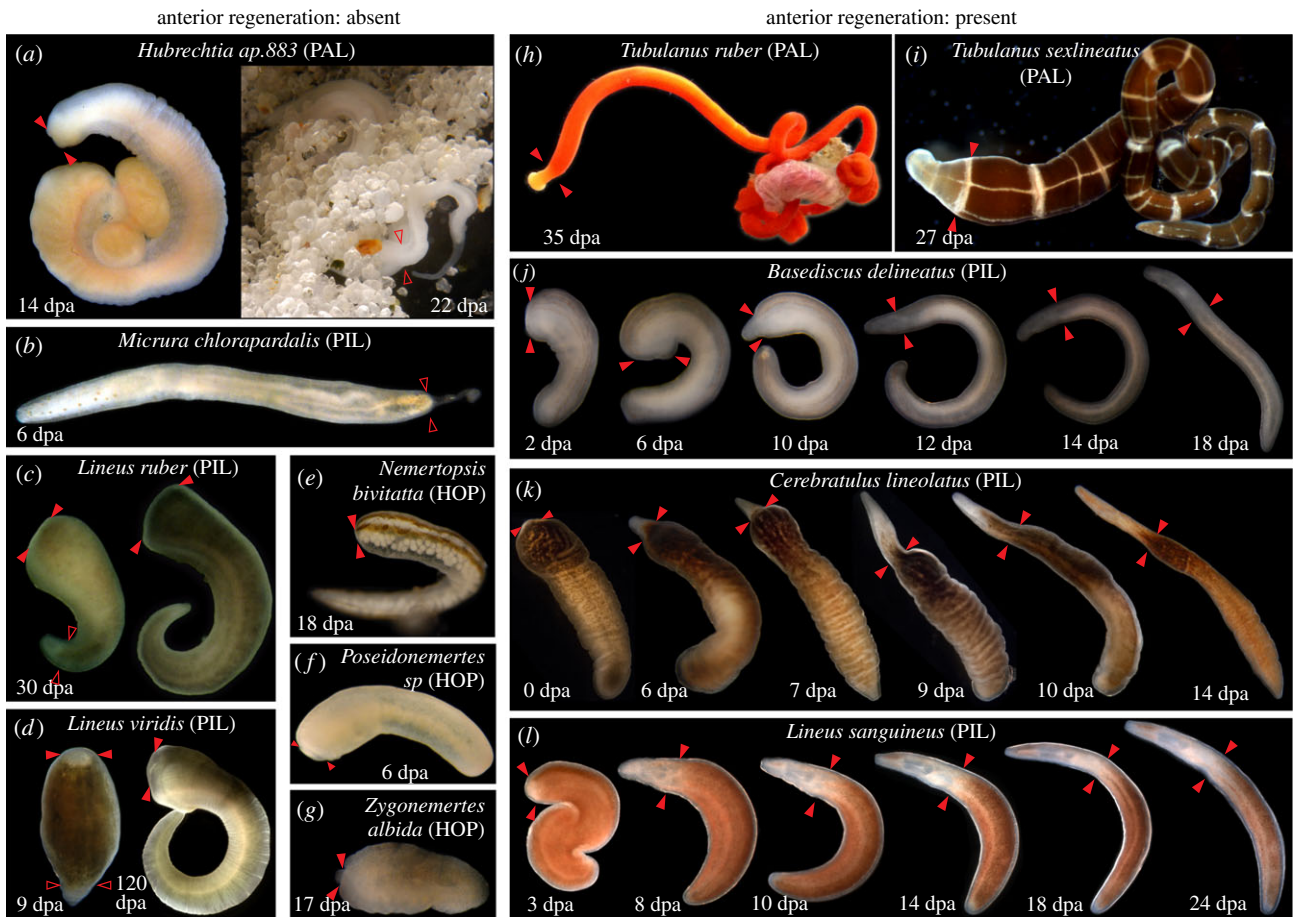 anterior regeneration: absent
anterior regeneration: present
(a) Hubrechtia ap.883 (PAL)
14 dpa
22 dpa
(b) Micrura chlorapardalis (PIL)
6 dpa
(c) Lineus ruber (PIL)
30 dpa
(d) Lineus viridis (PIL)
9 dpa
120
dpa
(e) Nemertopsis
bivitatta (HOP)
18 dpa
(f) Poseidonemertes
sp (HOP)
6 dpa
(g) Zygonemertes
albida (HOP)
17 dpa
(h) Tubulanus ruber (PAL)
35 dpa
(i) Tubulanus sexlineatus
(PAL)
27 dpa
(j) Basediscus delineatus (PIL)
2 dpa 6 dpa 10 dpa 12 dpa 14 dpa 18 dpa
(k) Cerebratulus lineolatus (PIL)
0 dpa 6 dpa 7 dpa 9 dpa 10 dpa 14 dpa
(l) Lineus sanguineus (PIL)
3 dpa 8 dpa 10 dpa 14 dpa 18 dpa 24 dpa